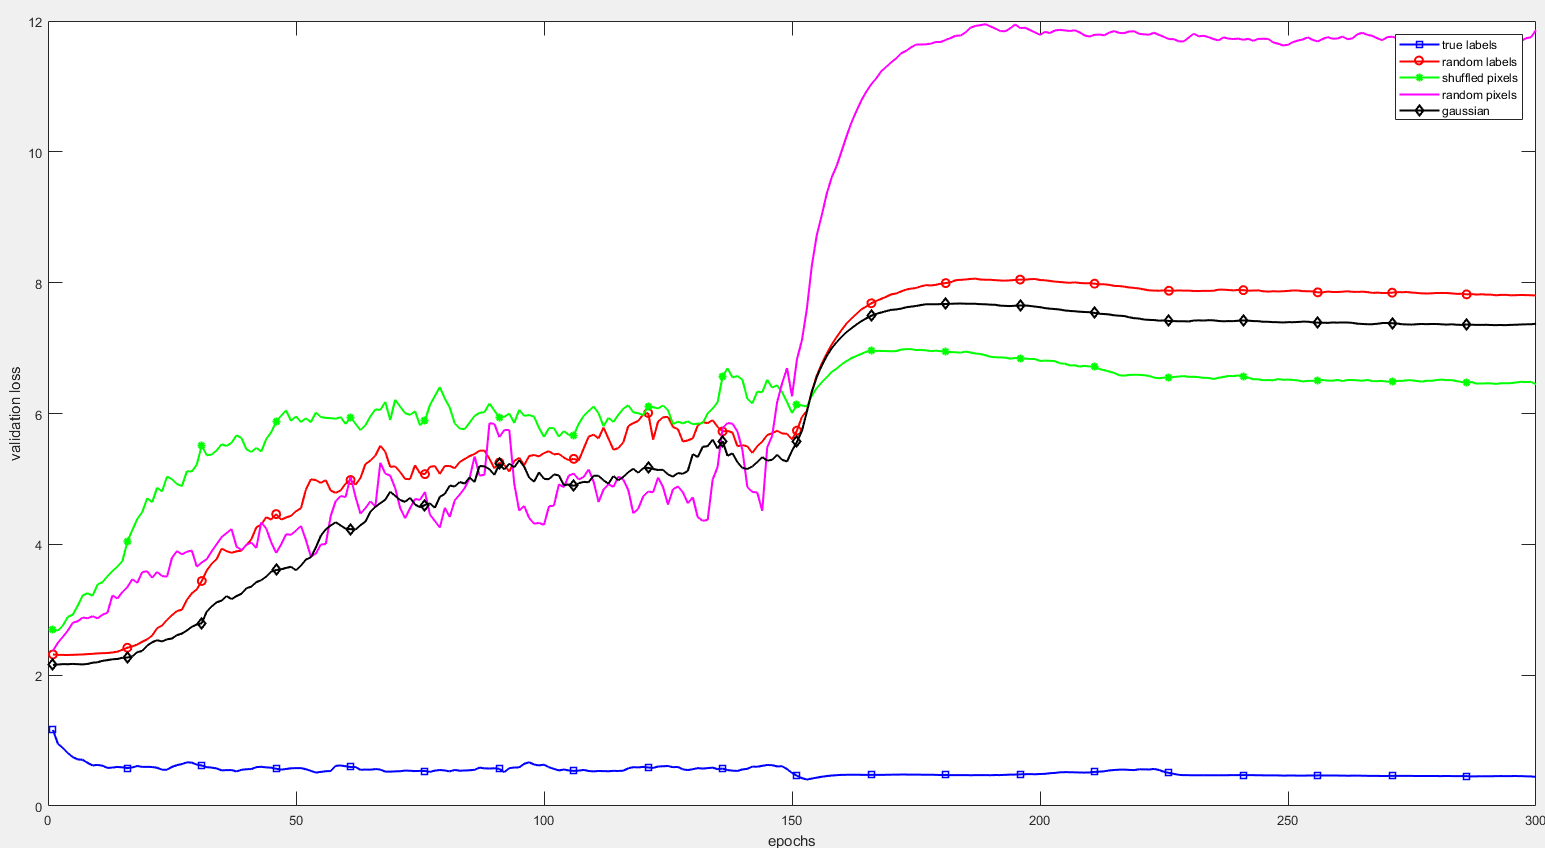 12
10
8
6
4
2
0
validation loss
true labels
random labels
shuffled pixels
random pixels
gaussian
0 50 100 150 200 250 300
epochs